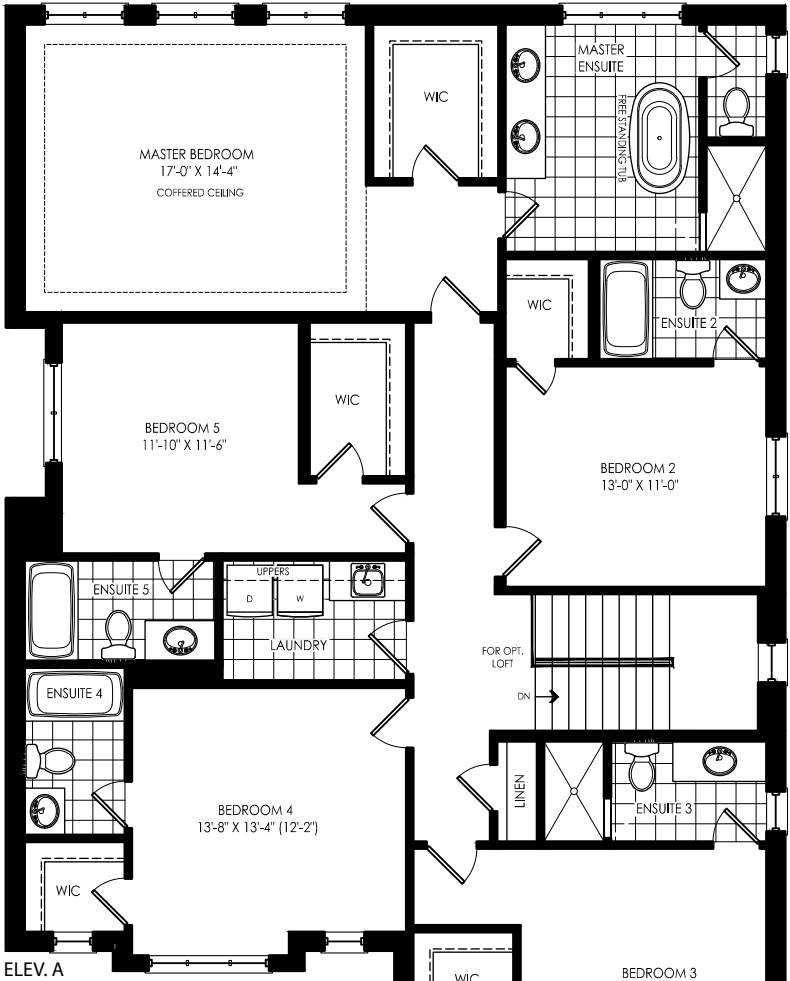 MASTER
ENSUITE
WIC
FREE STANDING TUB
MASTER BEDROOM
17'-0" X 14'-4"
COFFERED CEILING
WIC
ENSUITE 2
WIC
BEDROOM 5
11'-10" X 11'-6"
BEDROOM 2
13'-0" X 11'-0"
UPPERS
D
W
ENSUITE 5
LAUNDRY
FOR OPT.
LOFT
DN
ENSUITE 4
LINEN
ENSUITE 3
BEDROOM 4
13'-8" X 13'-4" (12'-2")
WIC
ELEV. A
WIC
BEDROOM 3